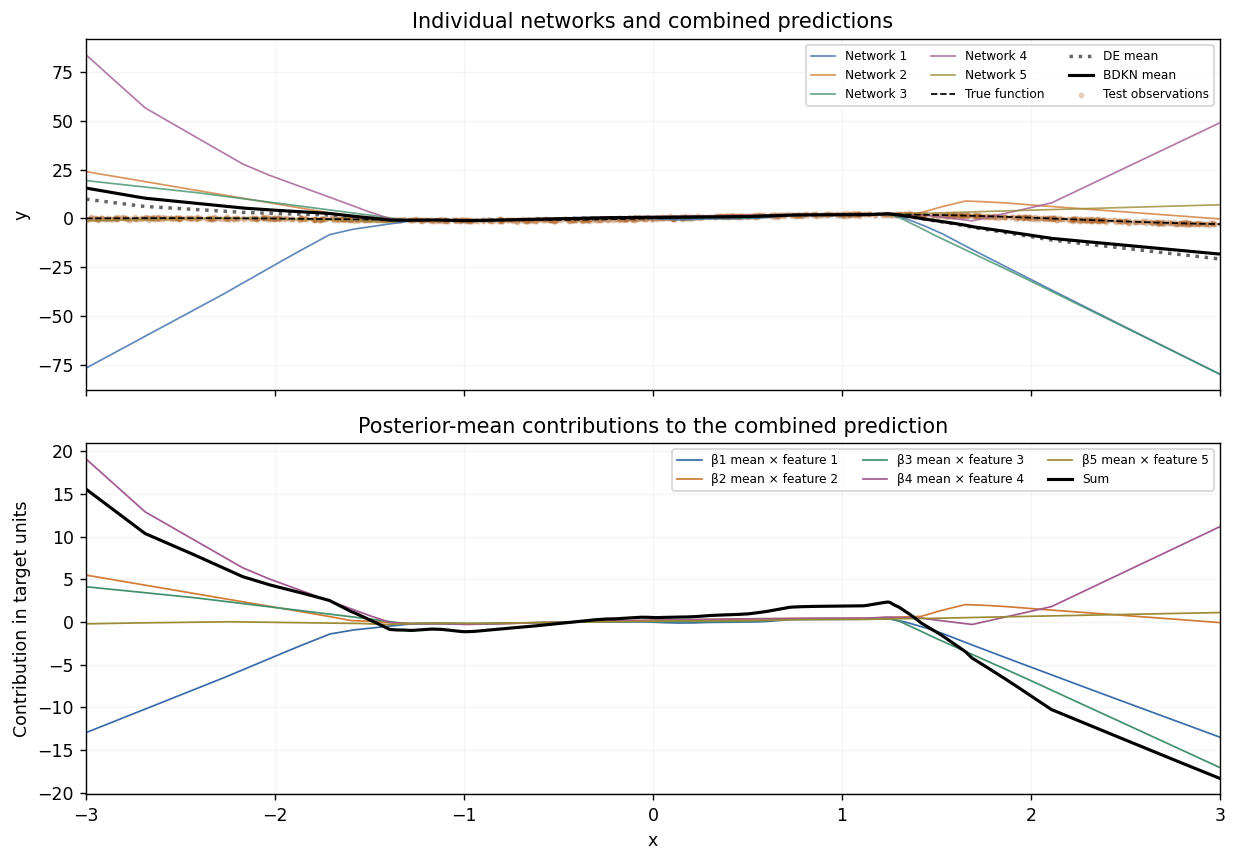 Individual networks and combined predictions
Network 1
Network 2
Network 3
Network 4
Network 5
True function
DE mean
BDKN mean
Test observations
75
50
25
0
−25
−50
−75
y
Posterior-mean contributions to the combined prediction
β1 mean × feature 1
β2 mean × feature 2
β3 mean × feature 3
β4 mean × feature 4
β5 mean × feature 5
Sum
20
15
10
5
0
−5
−10
−15
−20
Contribution in target units
−3
−2
−1
0
1
2
3
x